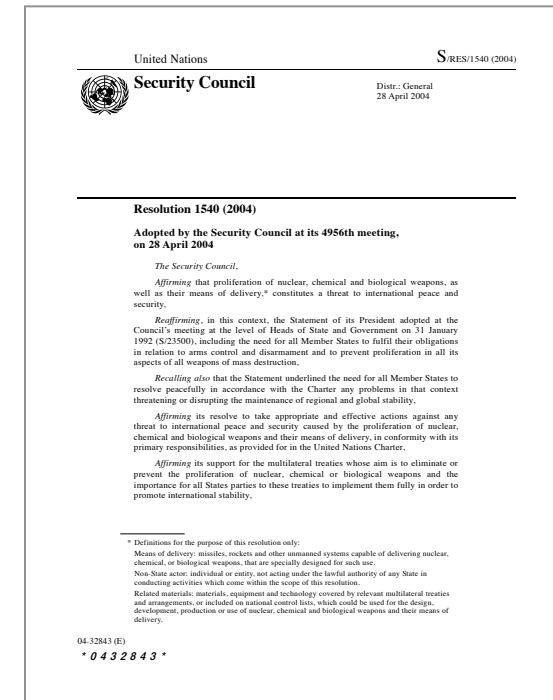 United Nations S/RES/1540 (2004)
Security Council
Distr.: General
28 April 2004
Resolution 1540 (2004)
Adopted by the Security Council at its 4956th meeting,
on 28 April 2004
The Security Council,
Affirming that proliferation of nuclear, chemical and biological weapons, as
well as their means of delivery,* constitutes a threat to international peace and
security,
Reaffirming, in this context, the Statement of its President adopted at the
Council's meeting at the level of Heads of State and Government on 31 January
1992 (S/23500), including the need for all Member States to fulfil their obligations
in relation to arms control and disarmament and to prevent proliferation in all its
aspects of all weapons of mass destruction,
Recalling also that the Statement underlined the need for all Member States to
resolve peacefully in accordance with the Charter any problems in that context
threatening or disrupting the maintenance of regional and global stability,
Affirming its resolve to take appropriate and effective actions against any
threat to international peace and security caused by the proliferation of nuclear,
chemical and biological weapons and their means of delivery, in conformity with its
primary responsibilities, as provided for in the United Nations Charter,
Affirming its support for the multilateral treaties whose aim is to eliminate or
prevent the proliferation of nuclear, chemical or biological weapons and the
importance for all States parties to these treaties to implement them fully in order to
promote international stability,
* Definitions for the purpose of this resolution only:
Means of delivery: missiles, rockets and other unmanned systems capable of delivering nuclear,
chemical, or biological weapons, that are specially designed for such use.
Non-State actor: individual or entity, not acting under the lawful authority of any State in
conducting activities which come within the scope of this resolution.
Related materials: materials, equipment and technology covered by relevant multilateral treaties
and arrangements, or included on national control lists, which could be used for the design,
development, production or use of nuclear, chemical and biological weapons and their means of
delivery.
04-32843 (E)
*0432843*